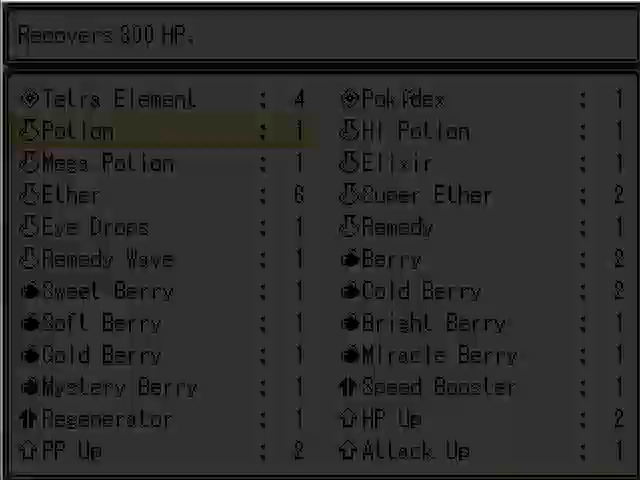 Recovers 300 HP.
Tetra Element : 4 Pokédex : 1
Potion : 1 Hi Potion : 1
Mega Potion : 1 Elixir : 1
Ether : 6 Super Ether : 2
Eye Drops : 1 Remedy : 1
Remedy Wave : 1 Berry : 2
Sweet Berry : 1 Cold Berry : 2
Soft Berry : 1 Bright Berry : 1
Gold Berry : 1 Miracle Berry : 1
Mystery Berry : 1 Speed Booster : 1
Regenerator : 1 HP Up : 2
PP Up : 2 Attack Up : 1